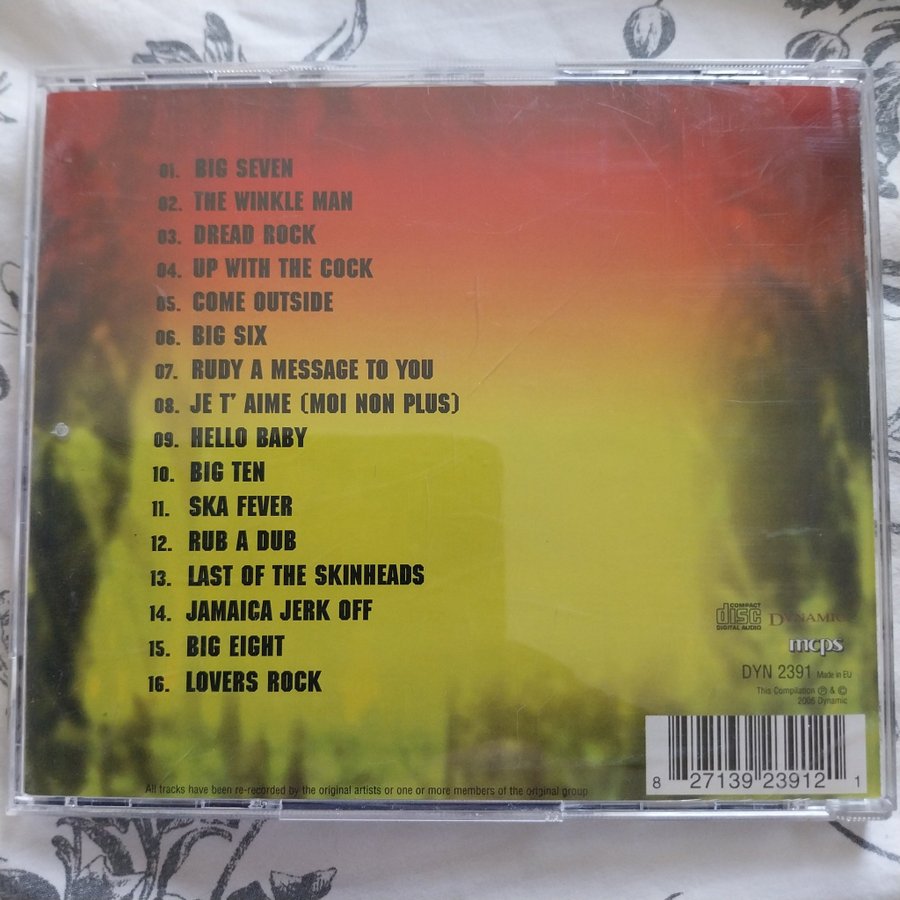 01. BIG SEVEN
02. THE WINKLE MAN
03. DREAD ROCK
04. UP WITH THE COCK
05. COME OUTSIDE
06. BIG SIX
07. RUDY A MESSAGE TO YOU
08. JE T' AIME (MOI NON PLUS)
09. HELLO BABY
10. BIG TEN
11. SKA FEVER
12. RUB A DUB
13. LAST OF THE SKINHEADS
14. JAMAICA JERK OFF
15. BIG EIGHT
16. LOVERS ROCK
COMPACT
disc
DIGITAL AUDIO
DYNAMIC
mcps
DYN 2391 Made in EU
This Compilation ℗ & ©
2005 Dynamic
8 27139 23912 1
All tracks have been re-recorded by the original artists or one or more members of the original group